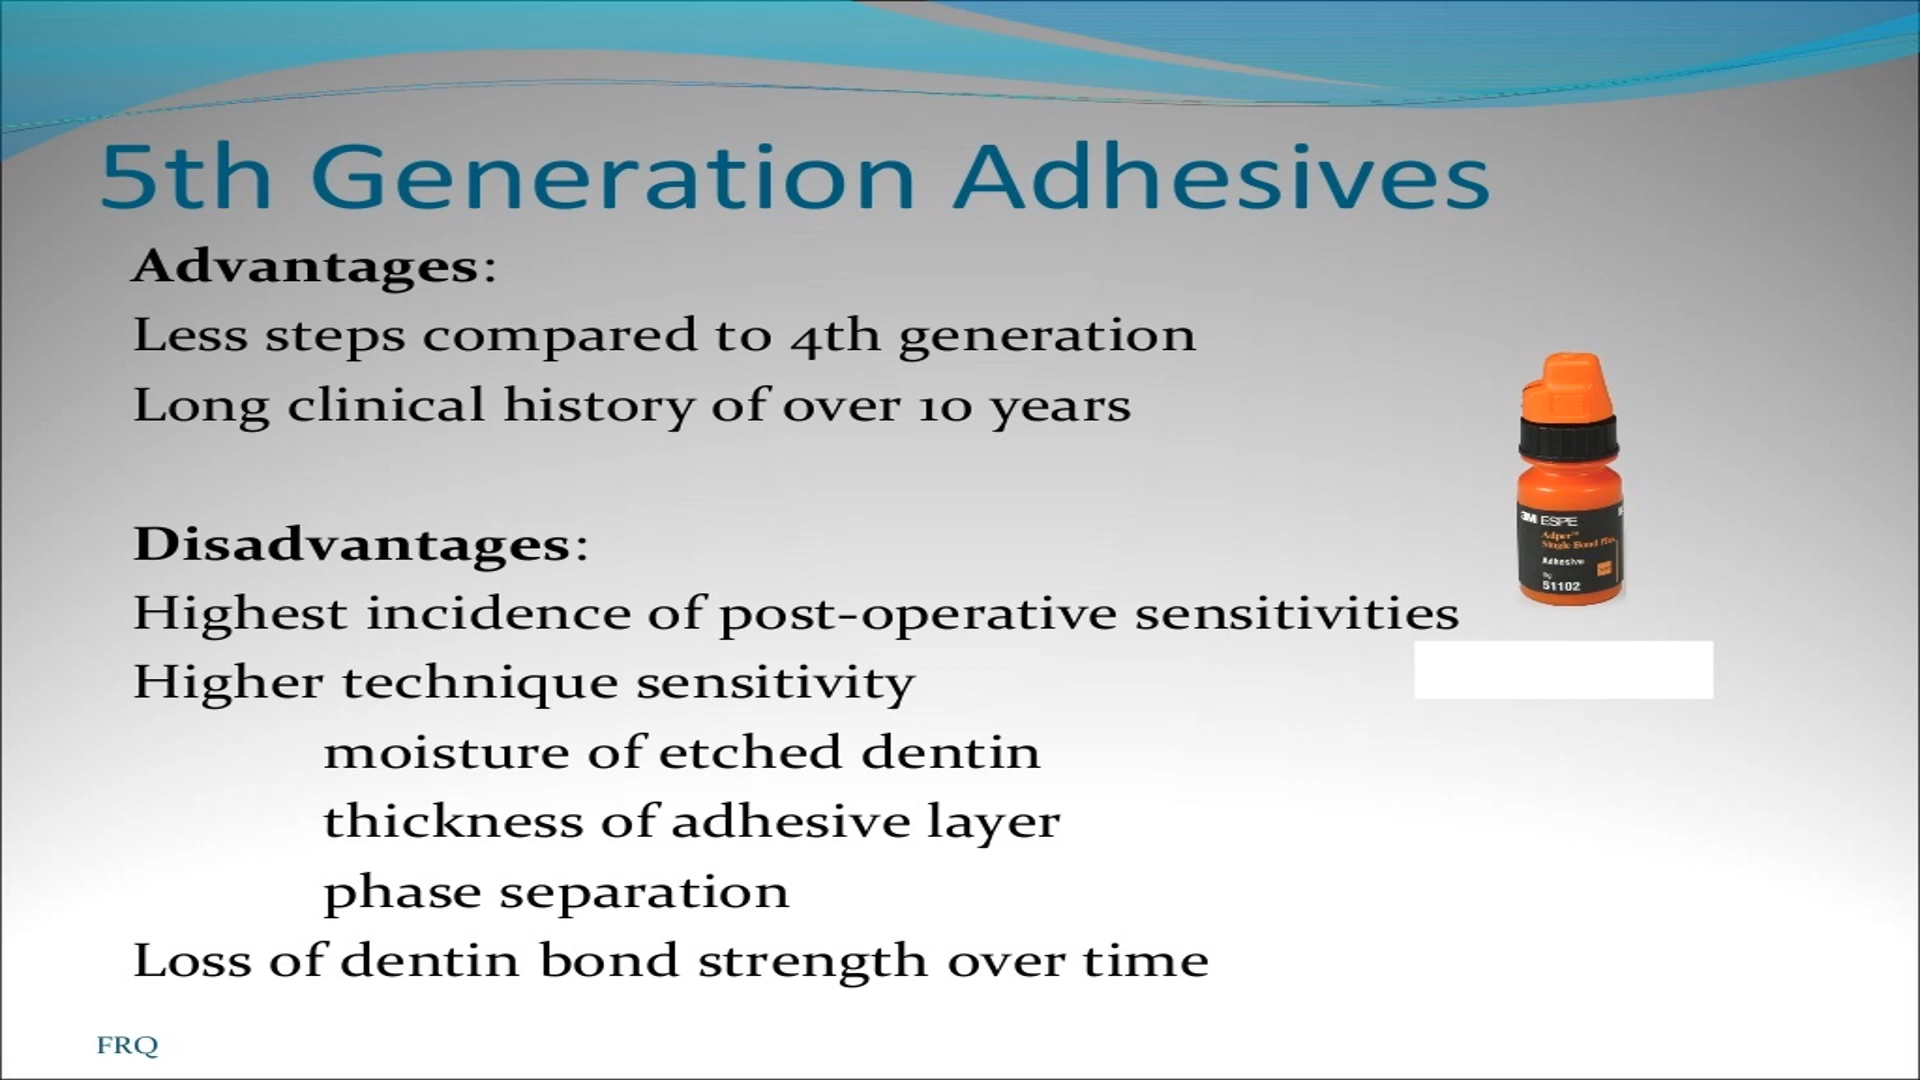 5th Generation Adhesives
Advantages:
Less steps compared to 4th generation
Long clinical history of over 10 years
Disadvantages:
Highest incidence of post-operative sensitivities
Higher technique sensitivity
moisture of etched dentin
thickness of adhesive layer
phase separation
Loss of dentin bond strength over time
3M ESPE
Adper™
Single Bond Plus
Adhesive
51102
FRQ